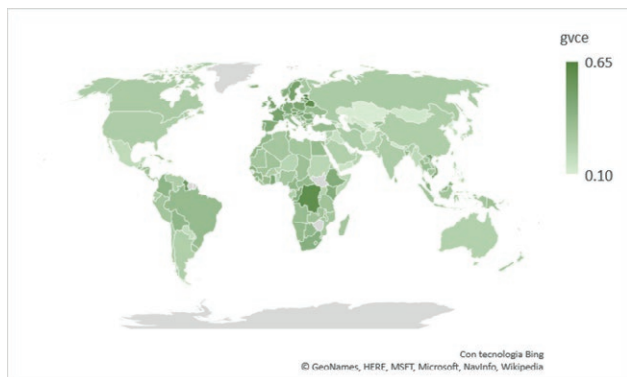 gvce
0.65
0.10
Con tecnologia Bing
© GeoNames, HERE, MSFT, Microsoft, NavInfo, Wikipedia